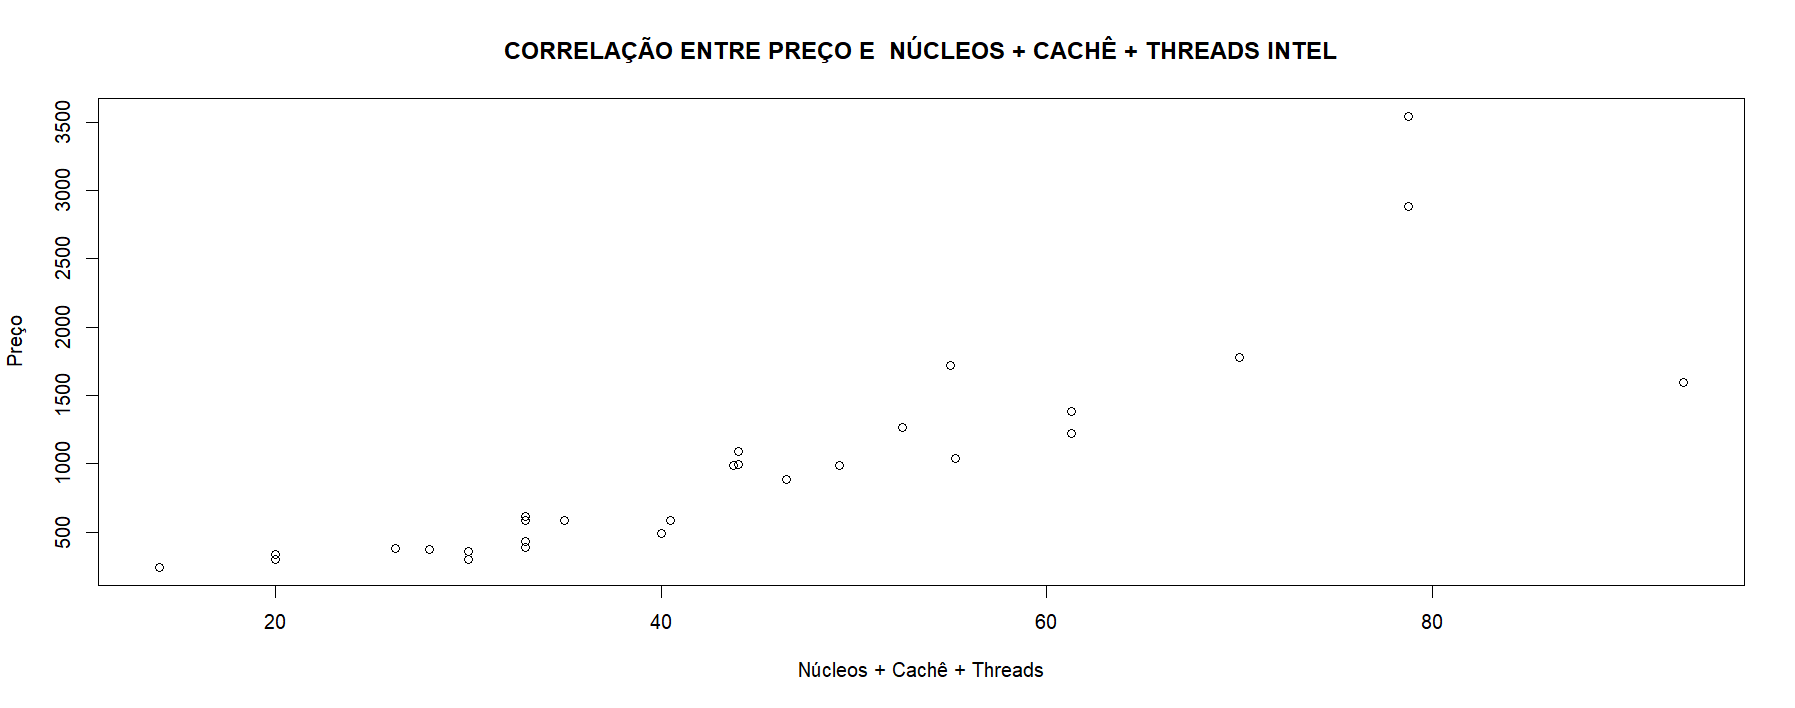 CORRELAÇÃO ENTRE PREÇO E  NÚCLEOS + CACHÊ + THREADS INTEL
3500
3000
2500
2000
1500
1000
500
Preço
20 40 60 80
Núcleos + Cachê + Threads